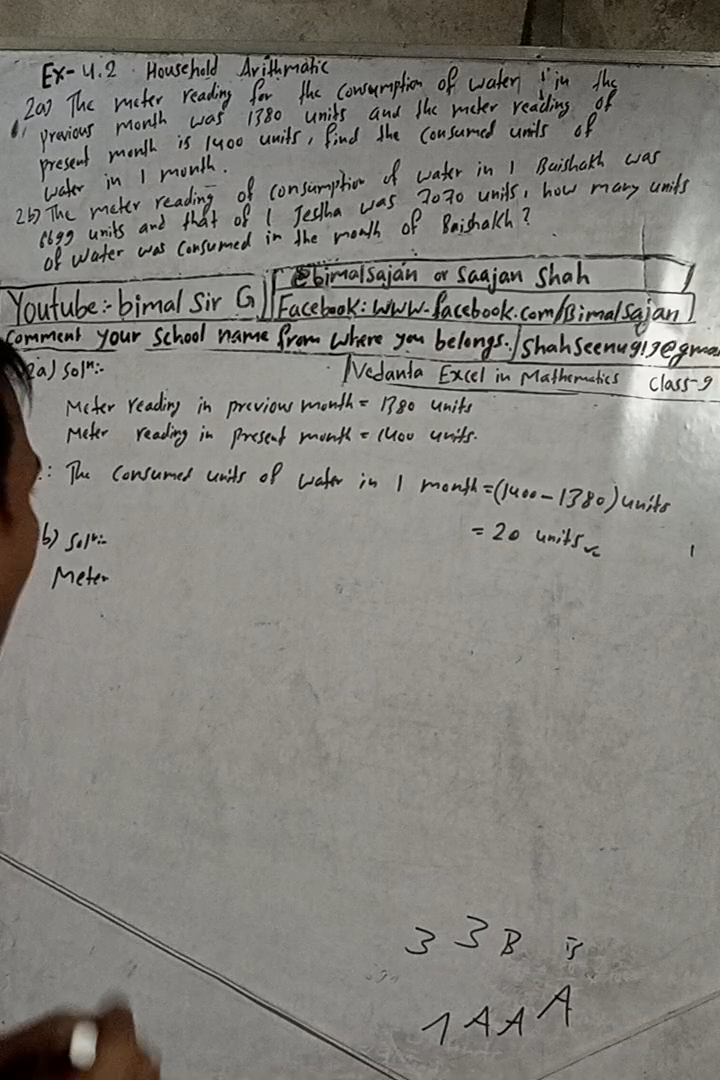 Ex-4.2 Household Arithmatic
2a) The meter reading for the consumption of water in the
previous month was 1380 units and the meter reading of
present month is 1400 units, find the consumed units of
water in 1 month.
2b) The meter reading of consumption of water in 1 Baishakh was
units and that of 1 Jestha was 7070 units, how many units
of water was consumed in the month of Baishakh?
@bimalsajan or Saajan Shah
Youtube:- bimal Sir G
Facebook: www.facebook.com/Bimalsajan
Comment your School name from where you belongs.
2a) Solⁿ:-
Vedanta Excel in Mathematics Class-9
Meter reading in previous month = 1380 units
Meter reading in present month = 1400 units.
∴ The consumed units of water in 1 month = (1400-1380) units
= 20 units
b) Solⁿ:-
Meter
3 3 B B
1 A A A